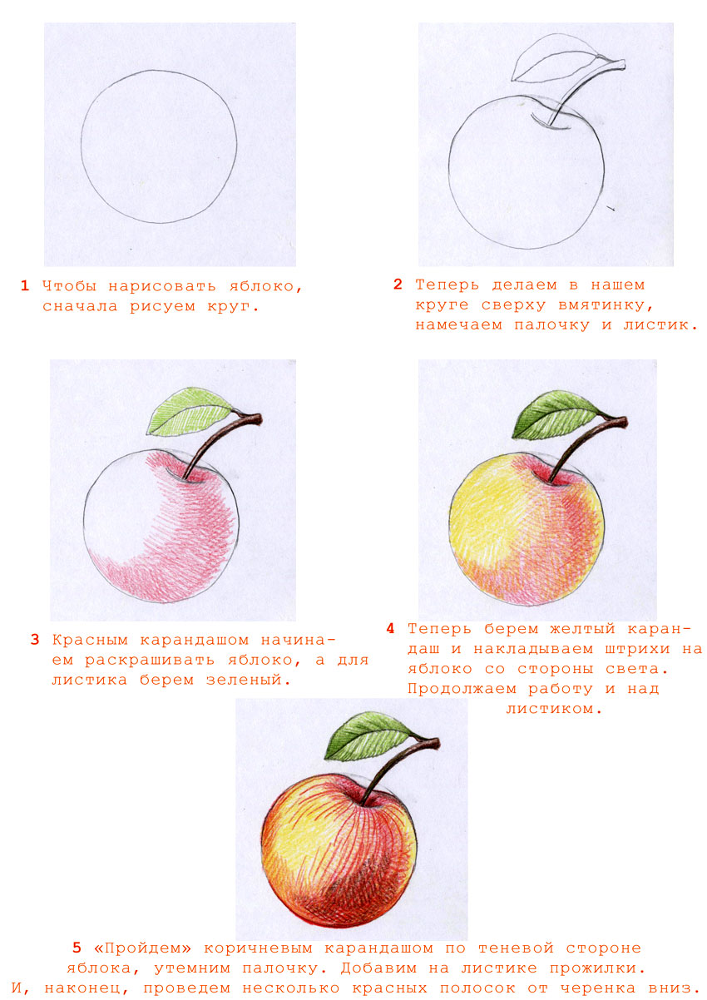 1 Чтобы нарисовать яблоко,
сначала рисуем круг.
2 Теперь делаем в нашем
круге сверху вмятинку,
намечаем палочку и листик.
3 Красным карандашом начина-
ем раскрашивать яблоко, а для
листика берем зеленый.
4 Теперь берем желтый каран-
даш и накладываем штрихи на
яблоко со стороны света.
Продолжаем работу и над
листиком.
5 «Пройдем» коричневым карандашом по теневой стороне
яблока, утемним палочку. Добавим на листике прожилки.
И, наконец, проведем несколько красных полосок от черенка вниз.